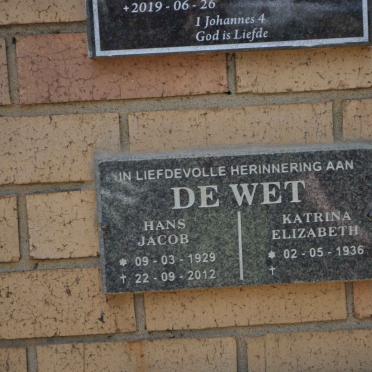 +2019 - 06 - 26
1 Johannes 4
God is Liefde
IN LIEFDEVOLLE HERINNERING AAN
DE WET
HANS
JACOB
* 09 - 03 - 1929
† 22 - 09 - 2012
KATRINA
ELIZABETH
* 02 - 05 - 1936
†